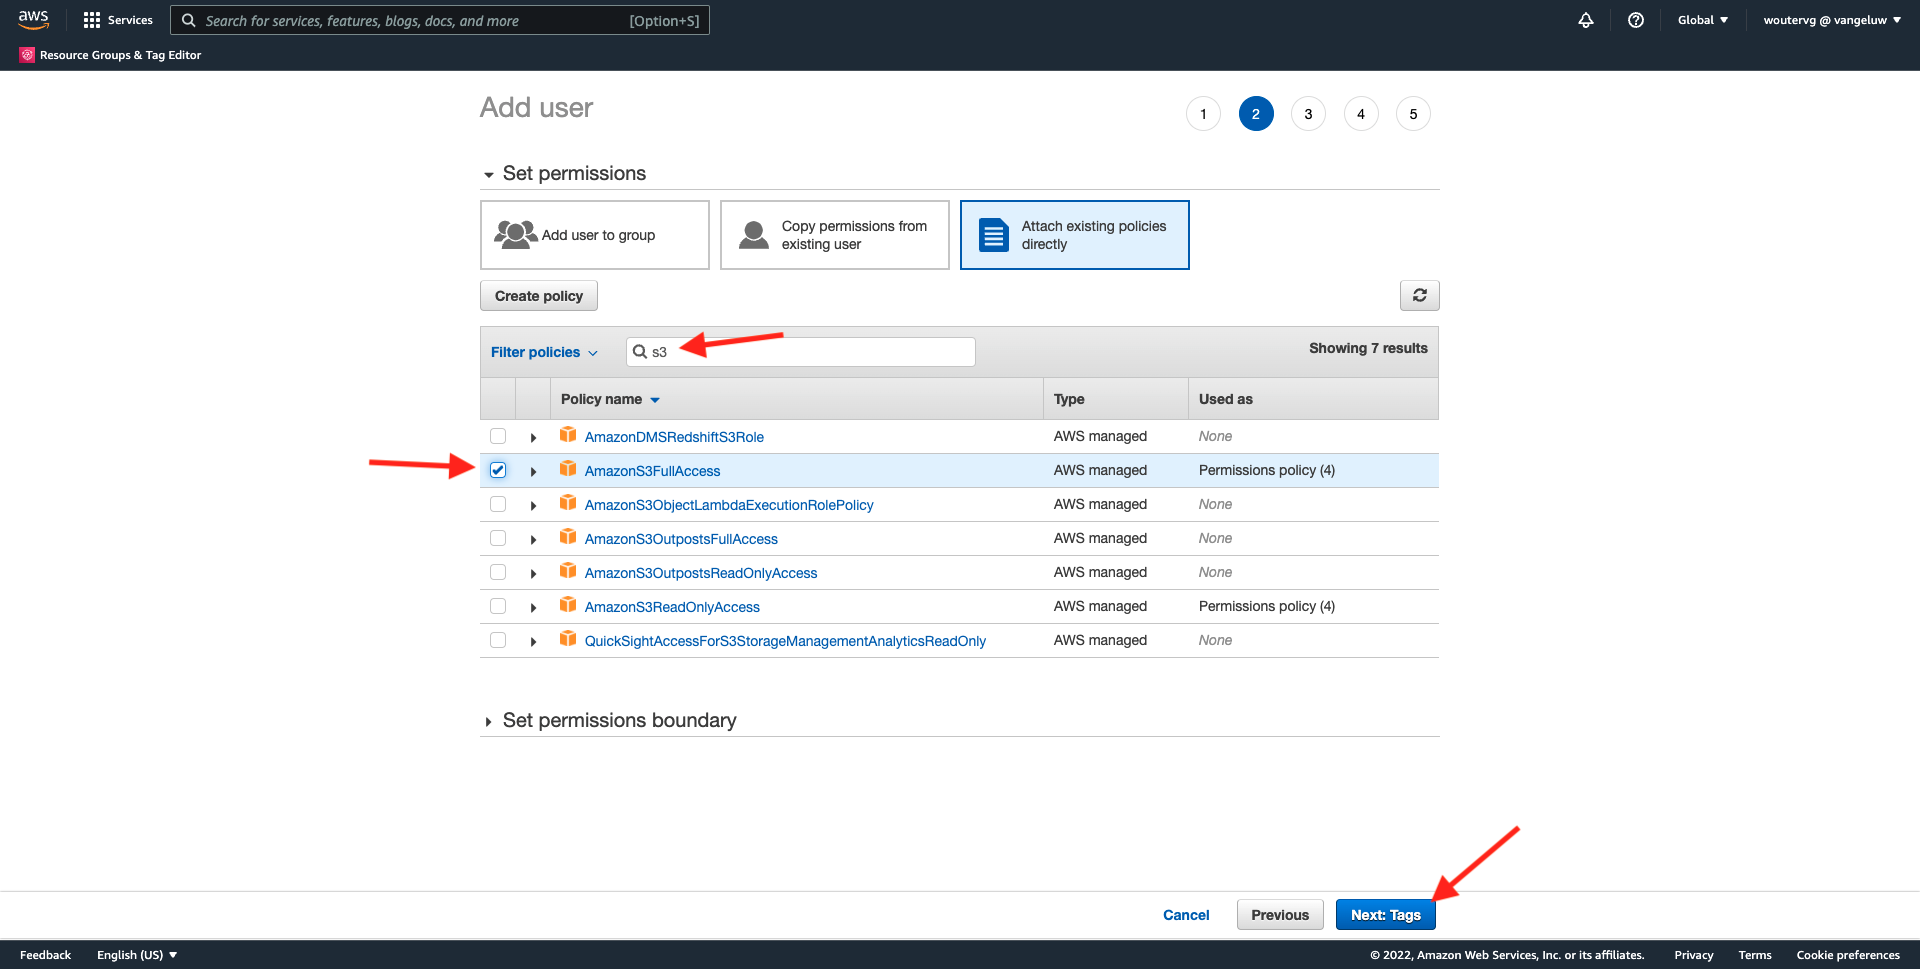 aws
Services
Search for services, features, blogs, docs, and more
[Option+S]
Global
woutervg @ vangeluw
Resource Groups & Tag Editor
Add user
1
2
3
4
5
Set permissions
Add user to group
Copy permissions from
existing user
Attach existing policies
directly
Create policy
Filter policies
s3
Showing 7 results
Policy name
Type
Used as
AmazonDMSRedshiftS3Role
AWS managed
None
AmazonS3FullAccess
AWS managed
Permissions policy (4)
AmazonS3ObjectLambdaExecutionRolePolicy
AWS managed
None
AmazonS3OutpostsFullAccess
AWS managed
None
AmazonS3OutpostsReadOnlyAccess
AWS managed
None
AmazonS3ReadOnlyAccess
AWS managed
Permissions policy (4)
QuickSightAccessForS3StorageManagementAnalyticsReadOnly
AWS managed
None
Set permissions boundary
Cancel
Previous
Next: Tags
Feedback
English (US)
© 2022, Amazon Web Services, Inc. or its affiliates.
Privacy
Terms
Cookie preferences